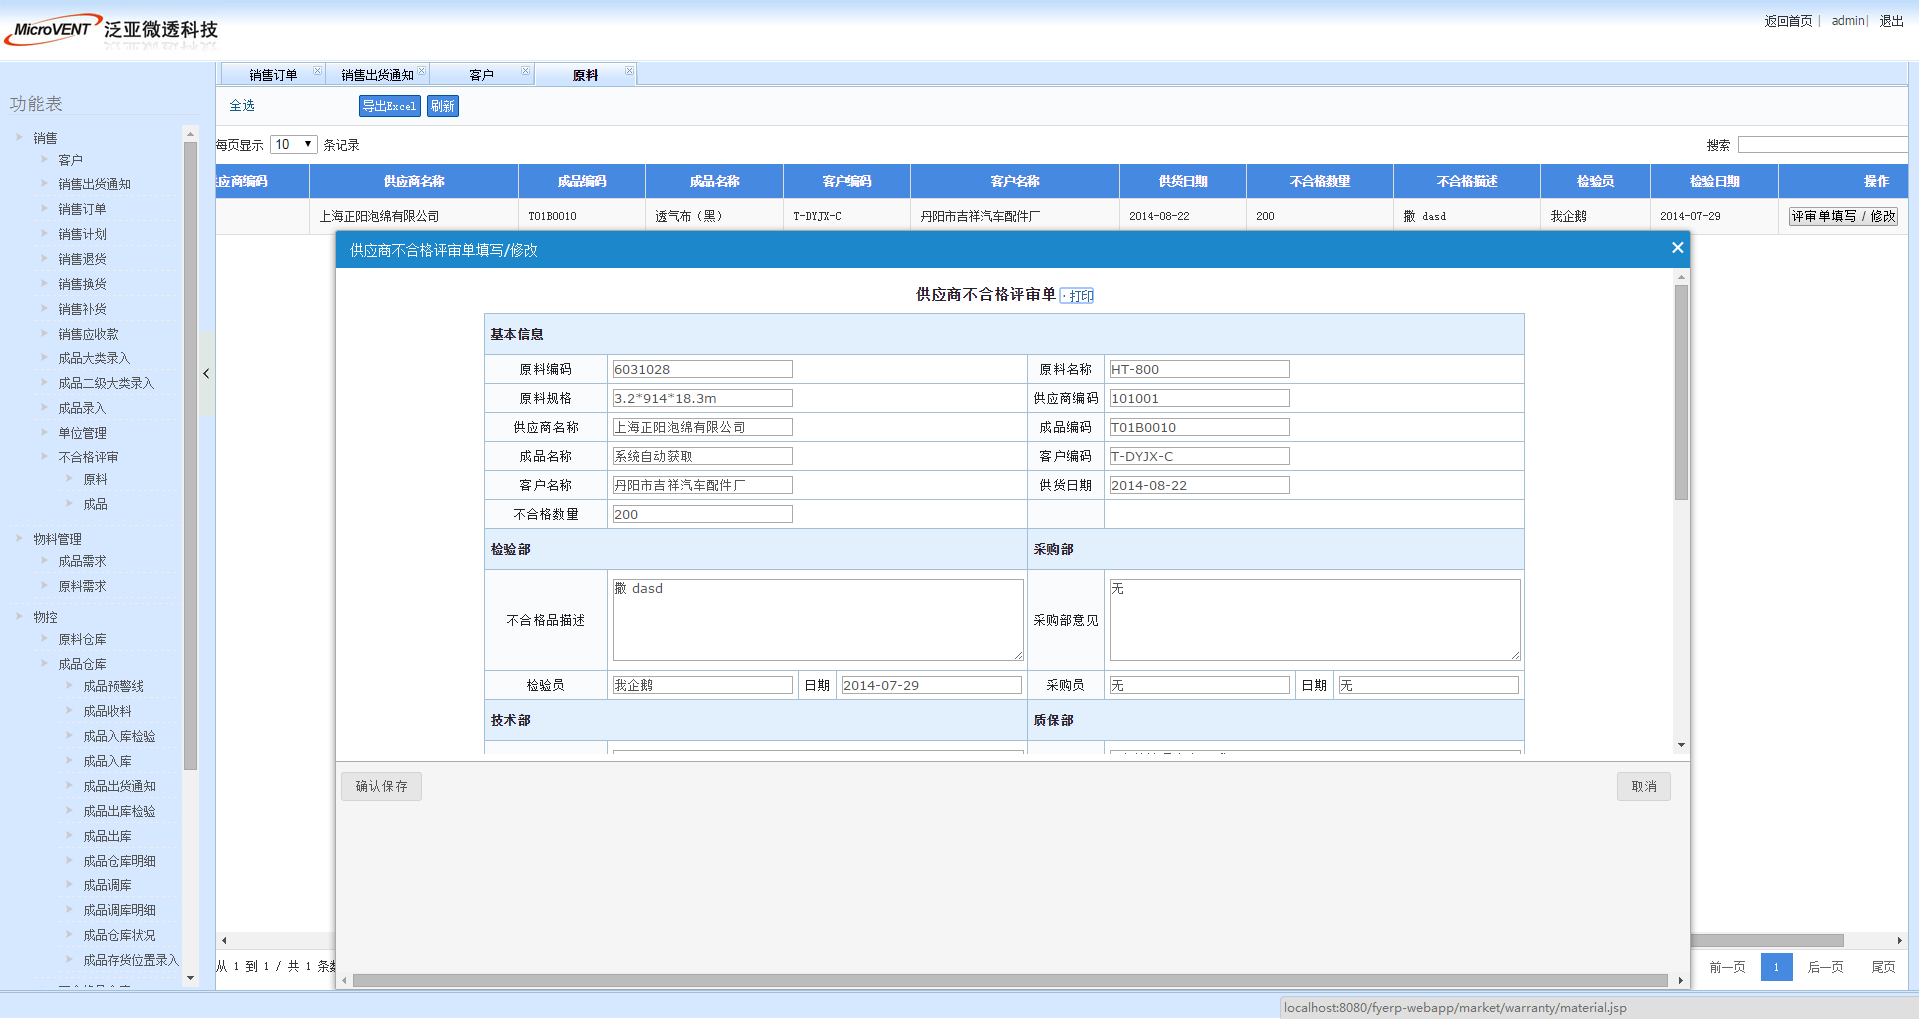 MicroVENT 泛亚微透科技
返回首页| admin| 退出
功能表
销售
客户
销售出货通知
销售订单
销售计划
销售退货
销售换货
销售补货
销售应收款
成品大类录入
成品二级大类录入
成品录入
单位管理
不合格评审
原料
成品
物料管理
成品需求
原料需求
物控
原料仓库
成品仓库
成品预警线
成品收料
成品入库检验
成品入库
成品出货通知
成品出库检验
成品出库
成品仓库明细
成品调库
成品调库明细
成品仓库状况
成品存货位置录入
销售订单 销售出货通知 客户 原料
全选 导出Excel 刷新
每页显示 10 条记录 搜索
应商编码 供应商名称 成品编码 成品名称 客户编码 客户名称 供货日期 不合格数量 不合格描述 检验员 检验日期 操作
上海正阳泡绵有限公司 T01B0010 透气布（黑） T-DYJX-C 丹阳市吉祥汽车配件厂 2014-08-22 200 撒 dasd 我企鹅 2014-07-29 评审单填写 / 修改
供应商不合格评审单填写/修改
供应商不合格评审单 · 打印
基本信息
原料编码 6031028 原料名称 HT-800
原料规格 3.2*914*18.3m 供应商编码 101001
供应商名称 上海正阳泡绵有限公司 成品编码 T01B0010
成品名称 系统自动获取 客户编码 T-DYJX-C
客户名称 丹阳市吉祥汽车配件厂 供货日期 2014-08-22
不合格数量 200
检验部 采购部
不合格品描述 撒 dasd 采购部意见 无
检验员 我企鹅 日期 2014-07-29 采购员 无 日期 无
技术部 质保部
确认保存 取消
从 1 到 1 / 共 1 条数
前一页 1 后一页 尾页
localhost:8080/fyerp-webapp/market/warranty/material.jsp